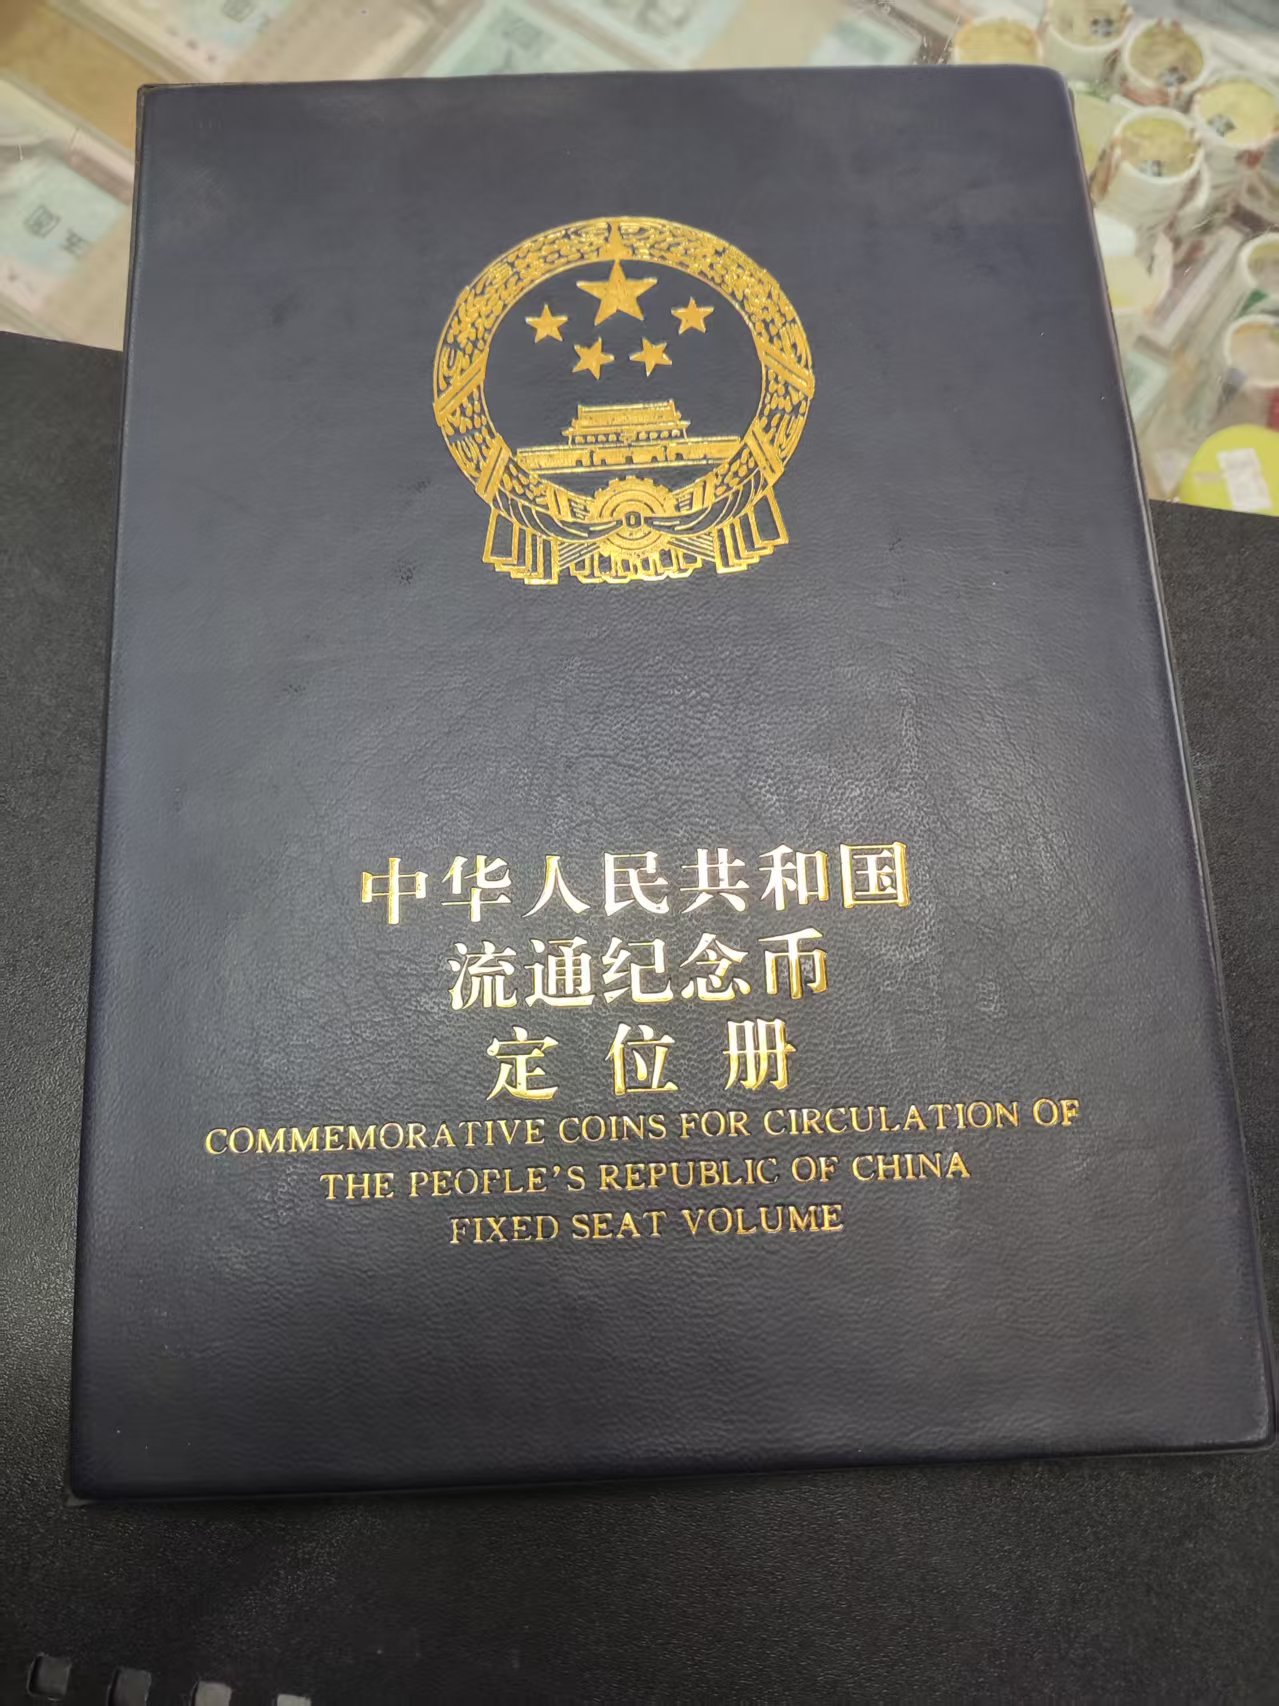 中华人民共和国
流通纪念币
定位册
COMMEMORATIVE COINS FOR CIRCULATION OF
THE PEOPLE'S REPUBLIC OF CHINA
FIXED SEAT VOLUME